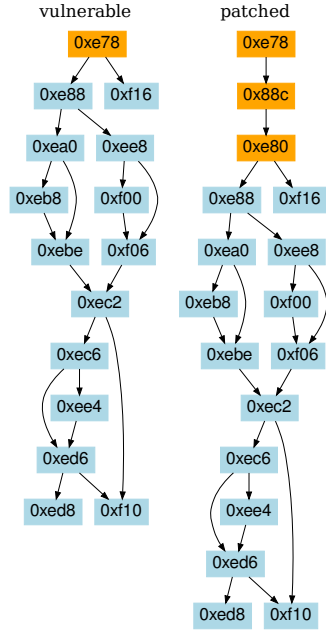 vulnerable
0xe78
0xe88
0xf16
0xea0
0xee8
0xeb8
0xf00
0xebe
0xf06
0xec2
0xec6
0xee4
0xed6
0xed8
0xf10
patched
0xe78
0x88c
0xe80
0xe88
0xf16
0xea0
0xee8
0xeb8
0xf00
0xebe
0xf06
0xec2
0xec6
0xee4
0xed6
0xed8
0xf10